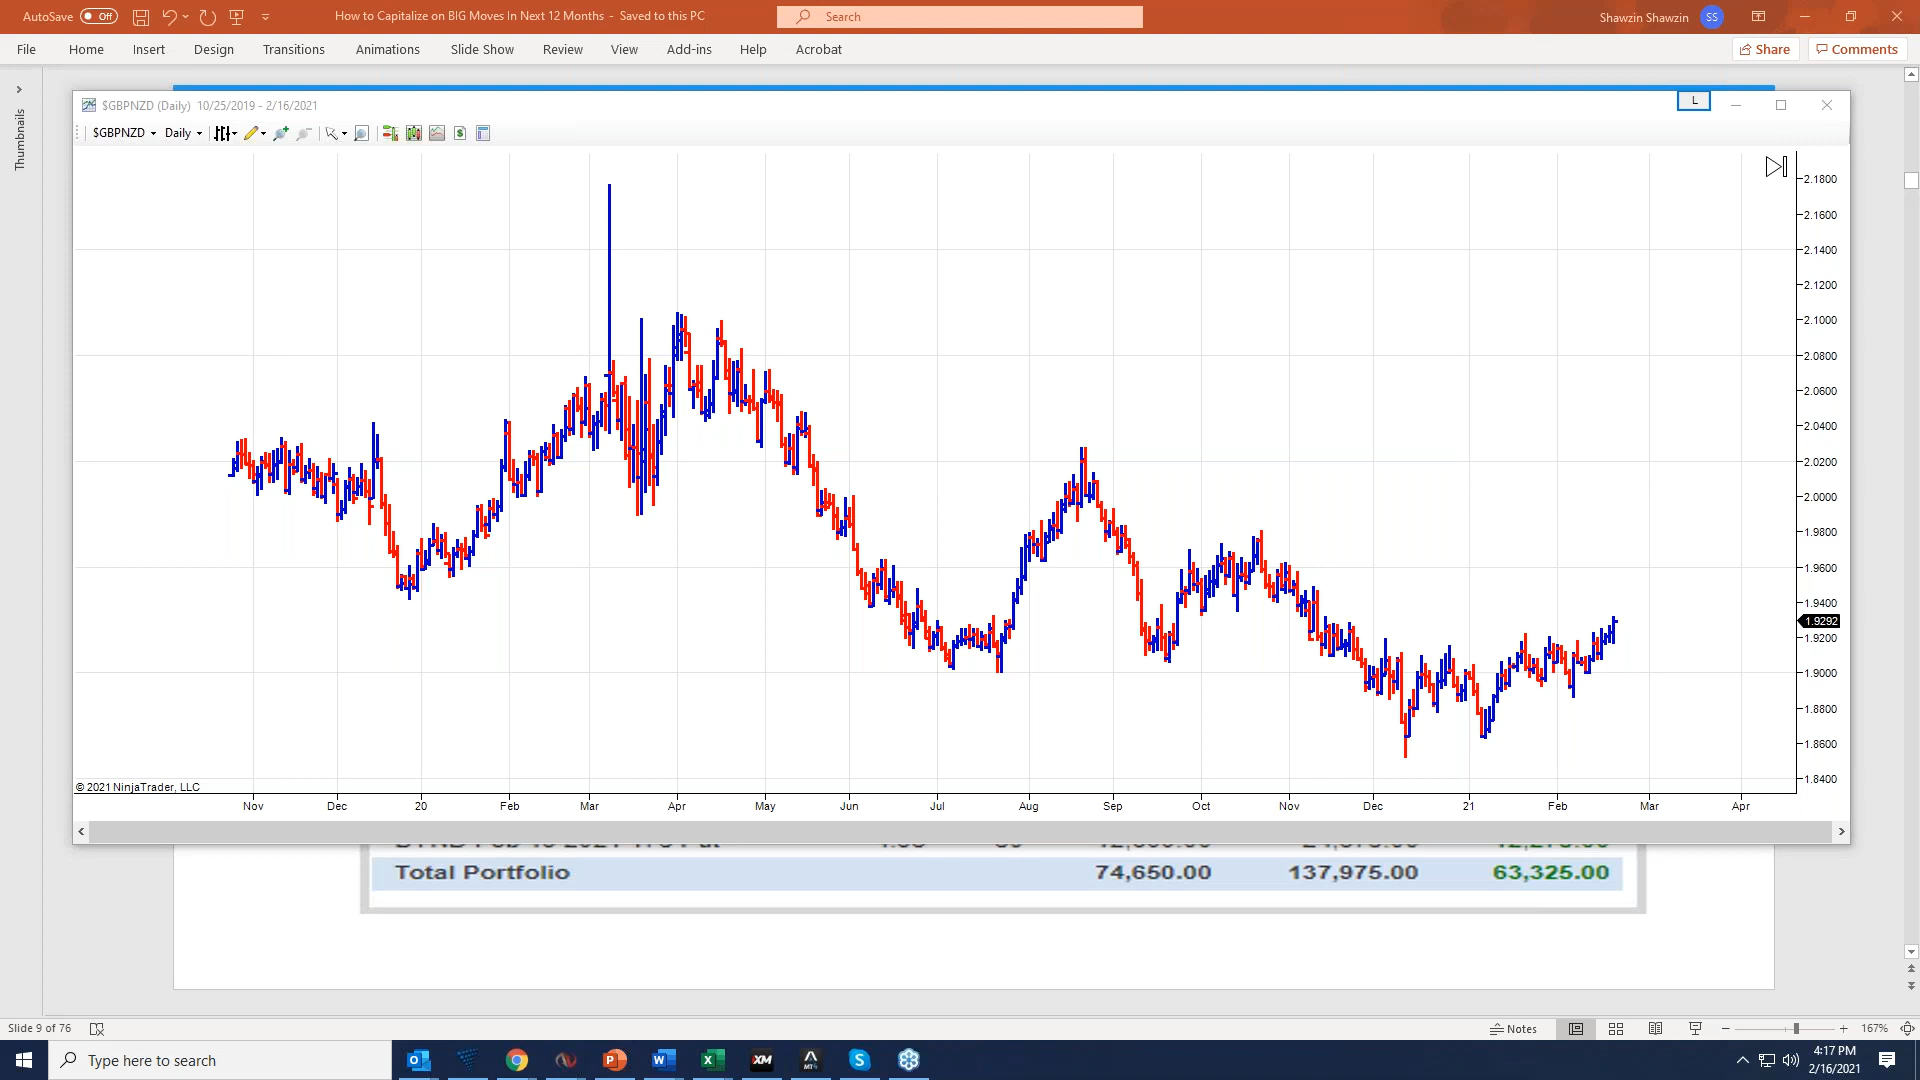 AutoSave Off How to Capitalize on BIG Moves In Next 12 Months - Saved to this PC Search Shawzin Shawzin SS
File Home Insert Design Transitions Animations Slide Show Review View Add-ins Help Acrobat Share Comments
Thumbnails
$GBPNZD (Daily) 10/25/2019 - 2/16/2021 L
$GBPNZD Daily
2.1800
2.1600
2.1400
2.1200
2.1000
2.0800
2.0600
2.0400
2.0200
2.0000
1.9800
1.9600
1.9400
1.9292
1.9200
1.9000
1.8800
1.8600
1.8400
© 2021 NinjaTrader, LLC
Nov Dec 20 Feb Mar Apr May Jun Jul Aug Sep Oct Nov Dec 21 Feb Mar Apr
Total Portfolio 74,650.00 137,975.00 63,325.00
Slide 9 of 76 Notes 167%
Type here to search
4:17 PM
2/16/2021